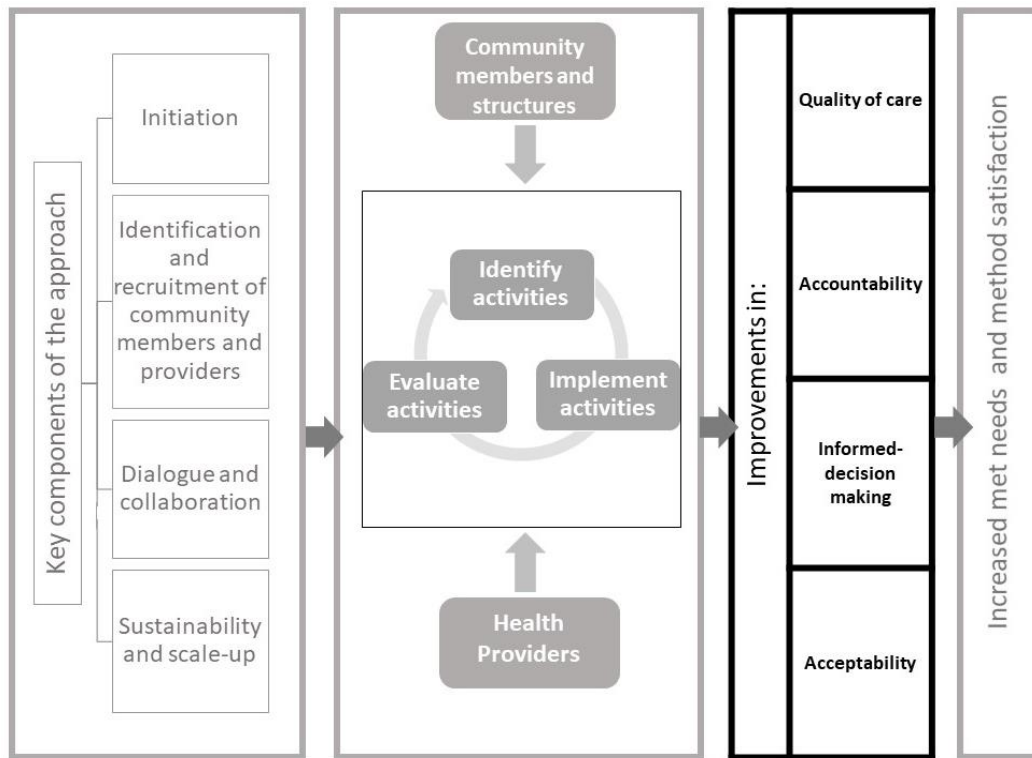 Key components of the approach
Initiation
Identification
and
recruitment of
community
members and
providers
Dialogue and
collaboration
Sustainability
and scale-up
Community
members and
structures
Identify
activities
Evaluate
activities
Implement
activities
Health
Providers
Improvements in:
Quality of care
Accountability
Informed-
decision
making
Acceptability
Increased met needs and method satisfaction